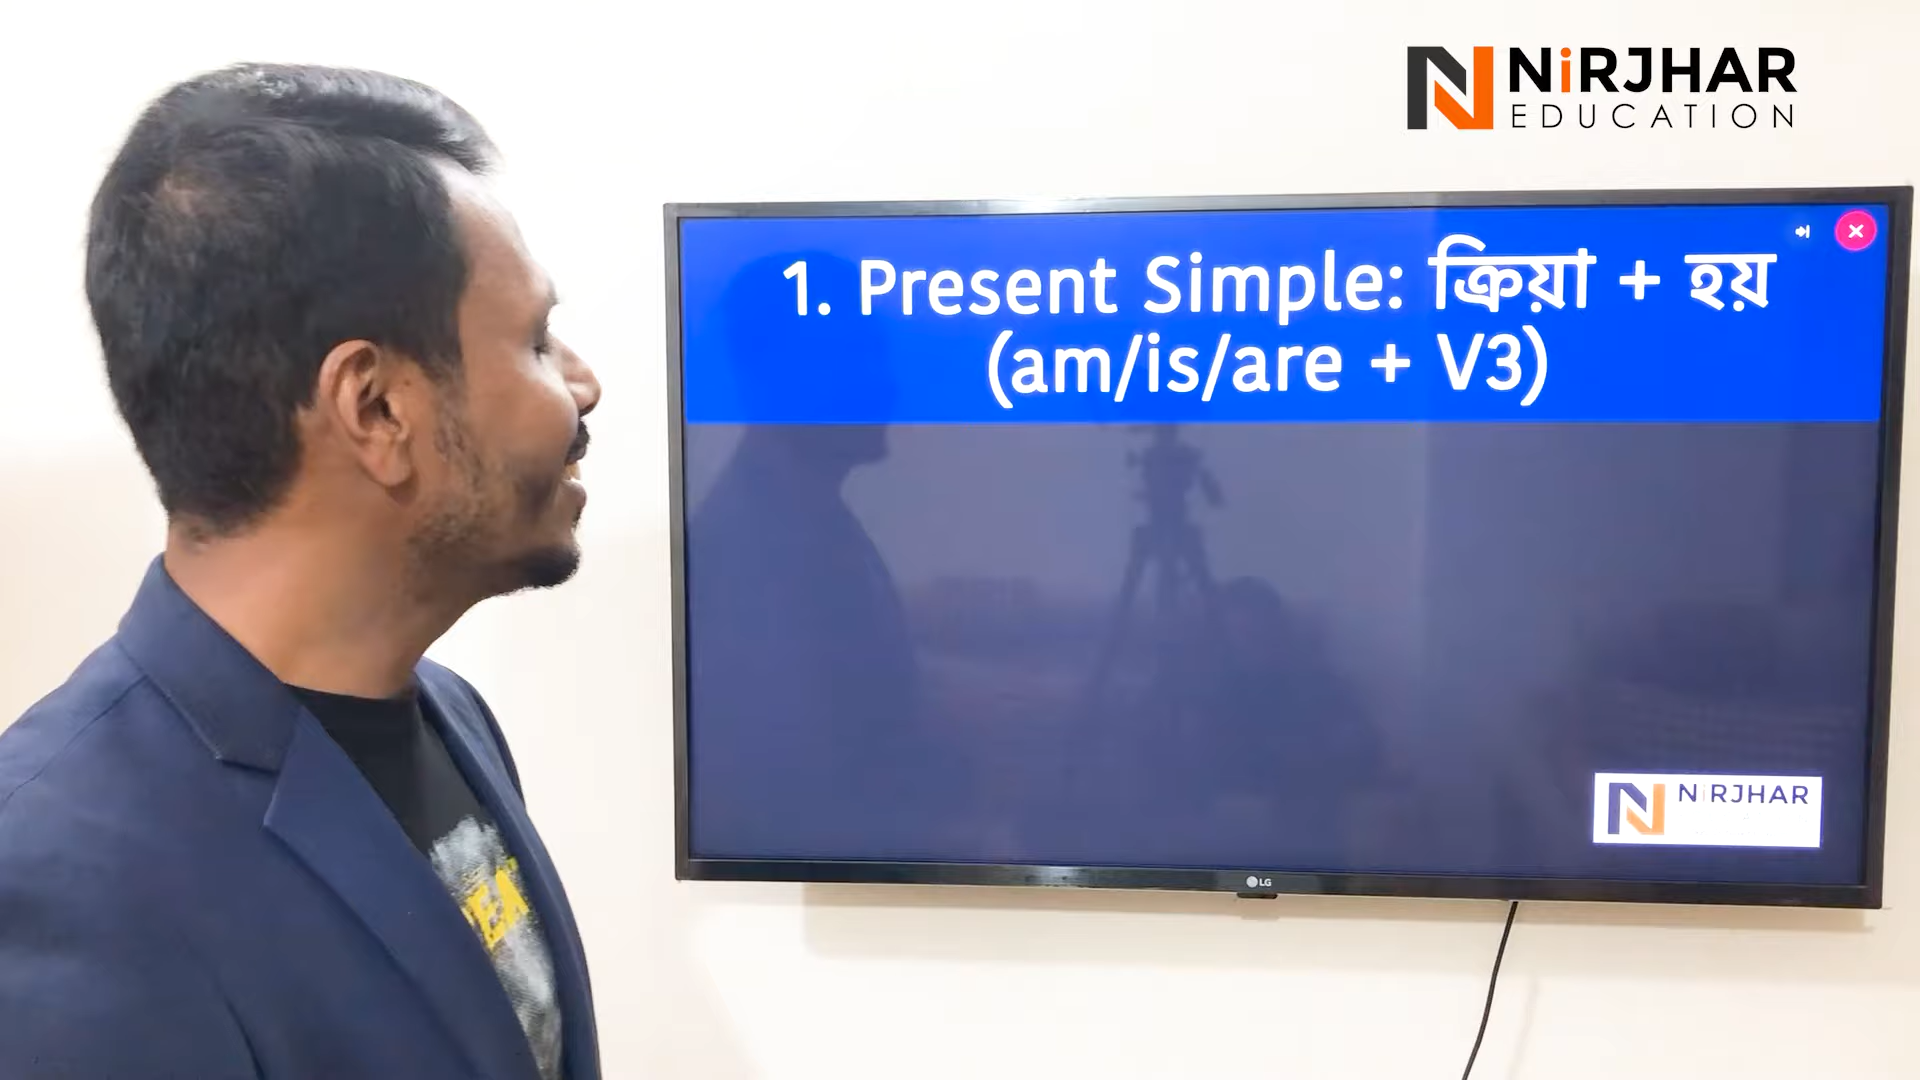 NiRJHAR
EDUCATION
1. Present Simple: ক্রিয়া + হয়
(am/is/are + V3)
NiRJHAR
LG